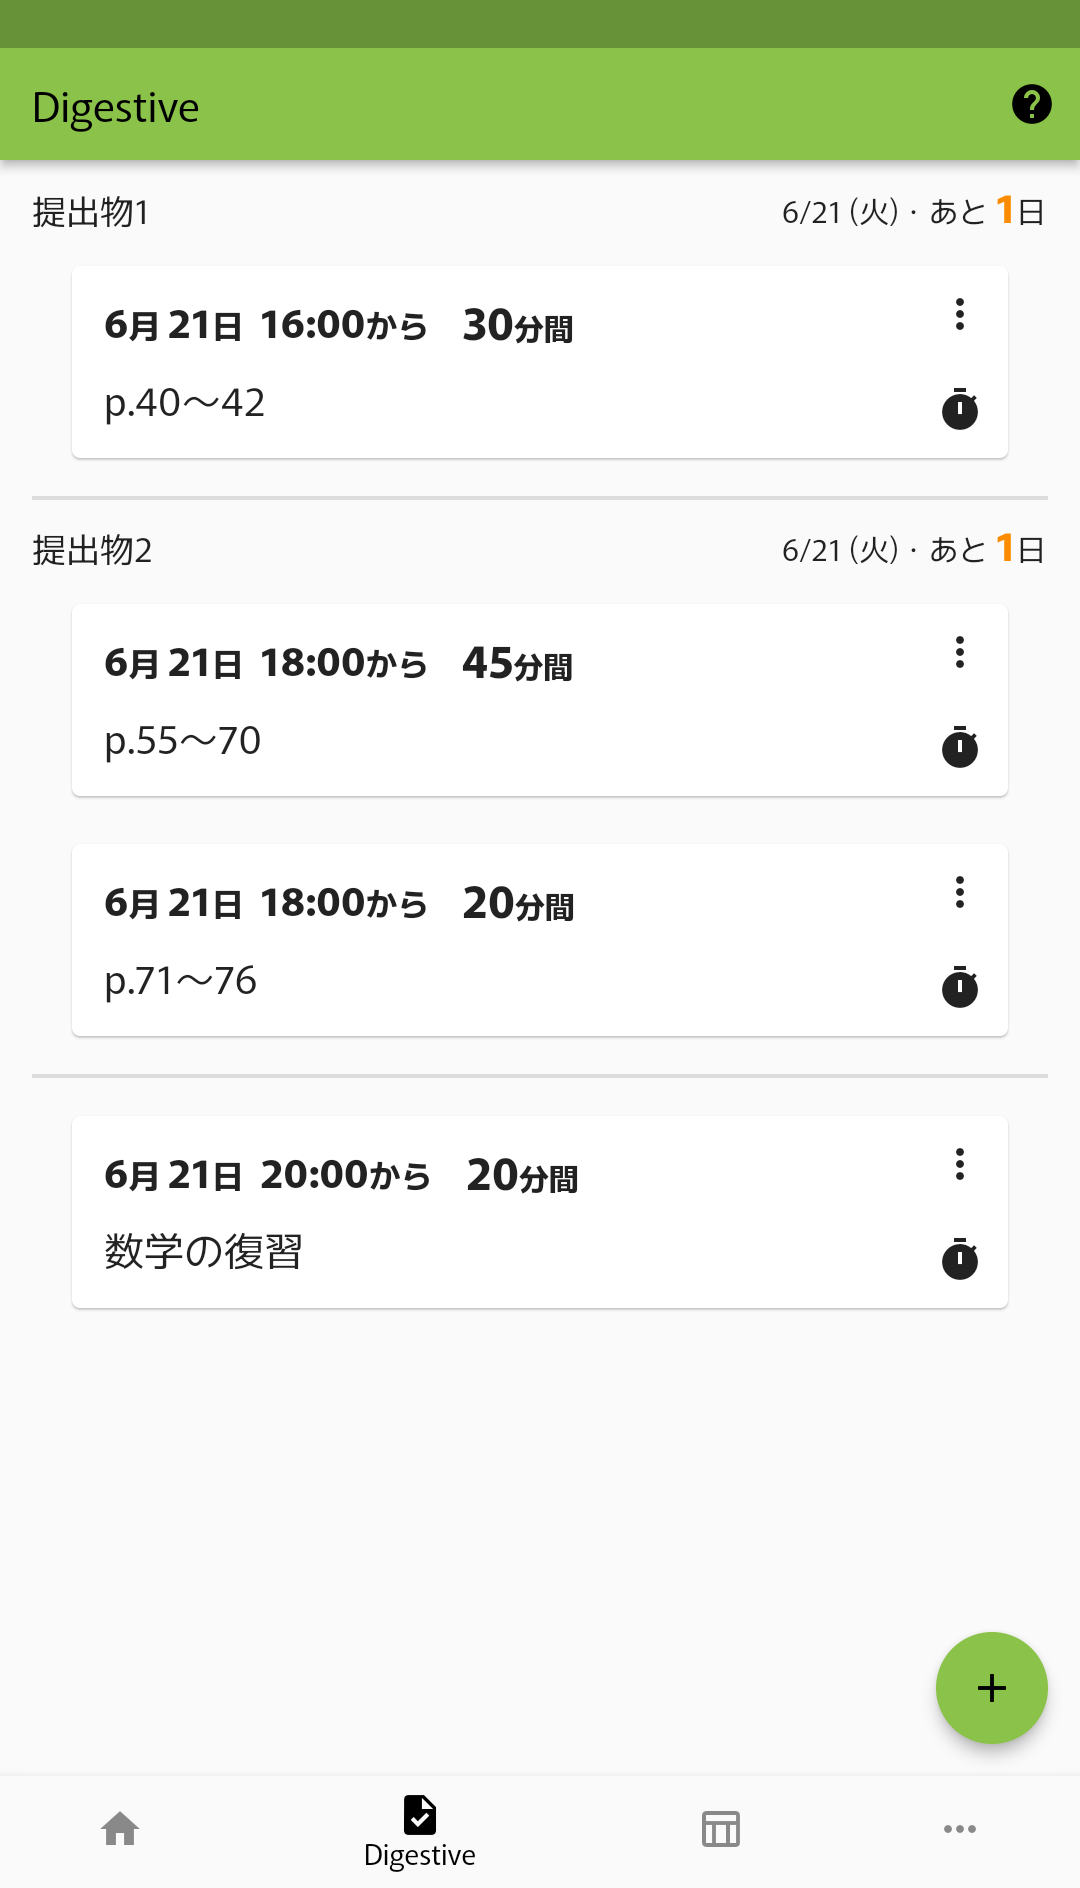 Digestive
提出物1 6/21 (火)・あと 1日
6月 21日 16:00から 30分間
p.40〜42
提出物2 6/21 (火)・あと 1日
6月 21日 18:00から 45分間
p.55〜70
6月 21日 18:00から 20分間
p.71〜76
6月 21日 20:00から 20分間
数学の復習
Digestive